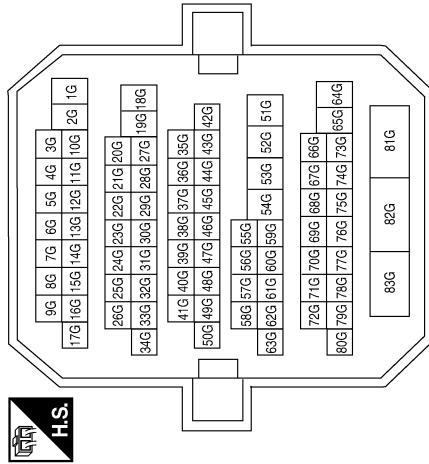 H.S.
9G 8G 7G 6G 5G 4G 3G 2G 1G
17G 16G 15G 14G 13G 12G 11G 10G
26G 25G 24G 23G 22G 21G 20G 19G 18G
34G 33G 32G 31G 30G 29G 28G 27G
41G 40G 39G 38G 37G 36G 35G
50G 49G 48G 47G 46G 45G 44G 43G 42G
58G 57G 56G 55G 54G 53G 52G 51G
63G 62G 61G 60G 59G
72G 71G 70G 69G 68G 67G 66G 65G 64G
80G 79G 78G 77G 76G 75G 74G 73G
83G 82G 81G